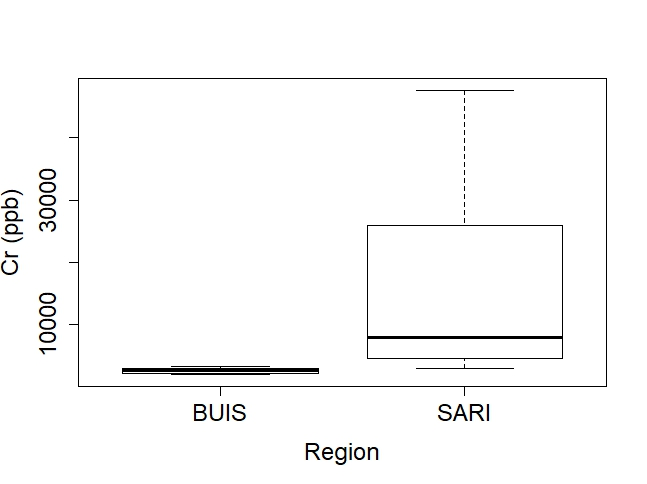 Cr (ppb)
30000
10000
BUIS
SARI
Region